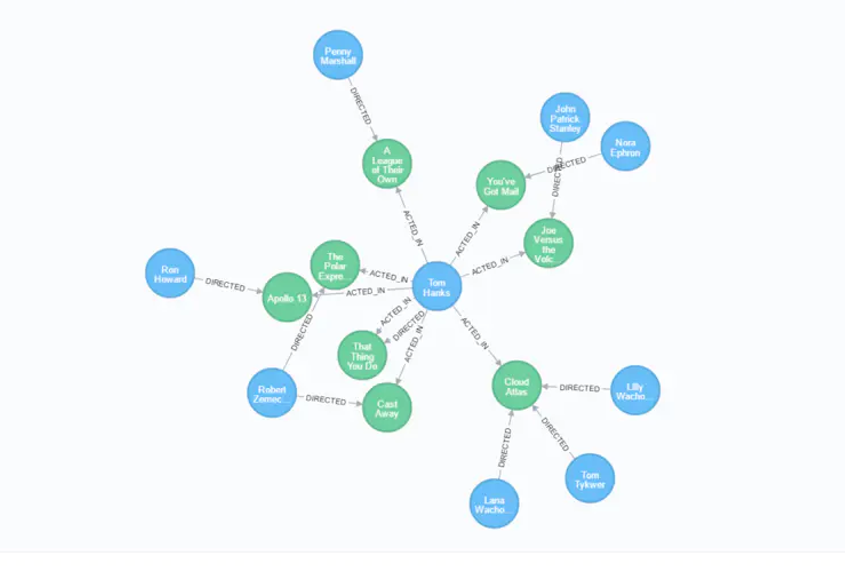 Penny
Marshall
DIRECTED
John
Patrick
Stanley
Nora
Ephron
DIRECTED
DIRECTED
A
League
of Their
Own
You've
Got Mail
ACTED_IN
ACTED_IN
Joe
Versus
the
Volc...
ACTED_IN
The
Polar
Expre...
ACTED_IN
Ron
Howard
DIRECTED
Apollo 13
ACTED_IN
Tom
Hanks
ACTED_IN
DIRECTED
ACTED_IN
ACTED_IN
DIRECTED
That
Thing
You Do
Robert
Zemec...
DIRECTED
Cast
Away
Cloud
Atlas
DIRECTED
Lilly
Wacho...
DIRECTED
DIRECTED
Tom
Tykwer
Lana
Wacho...